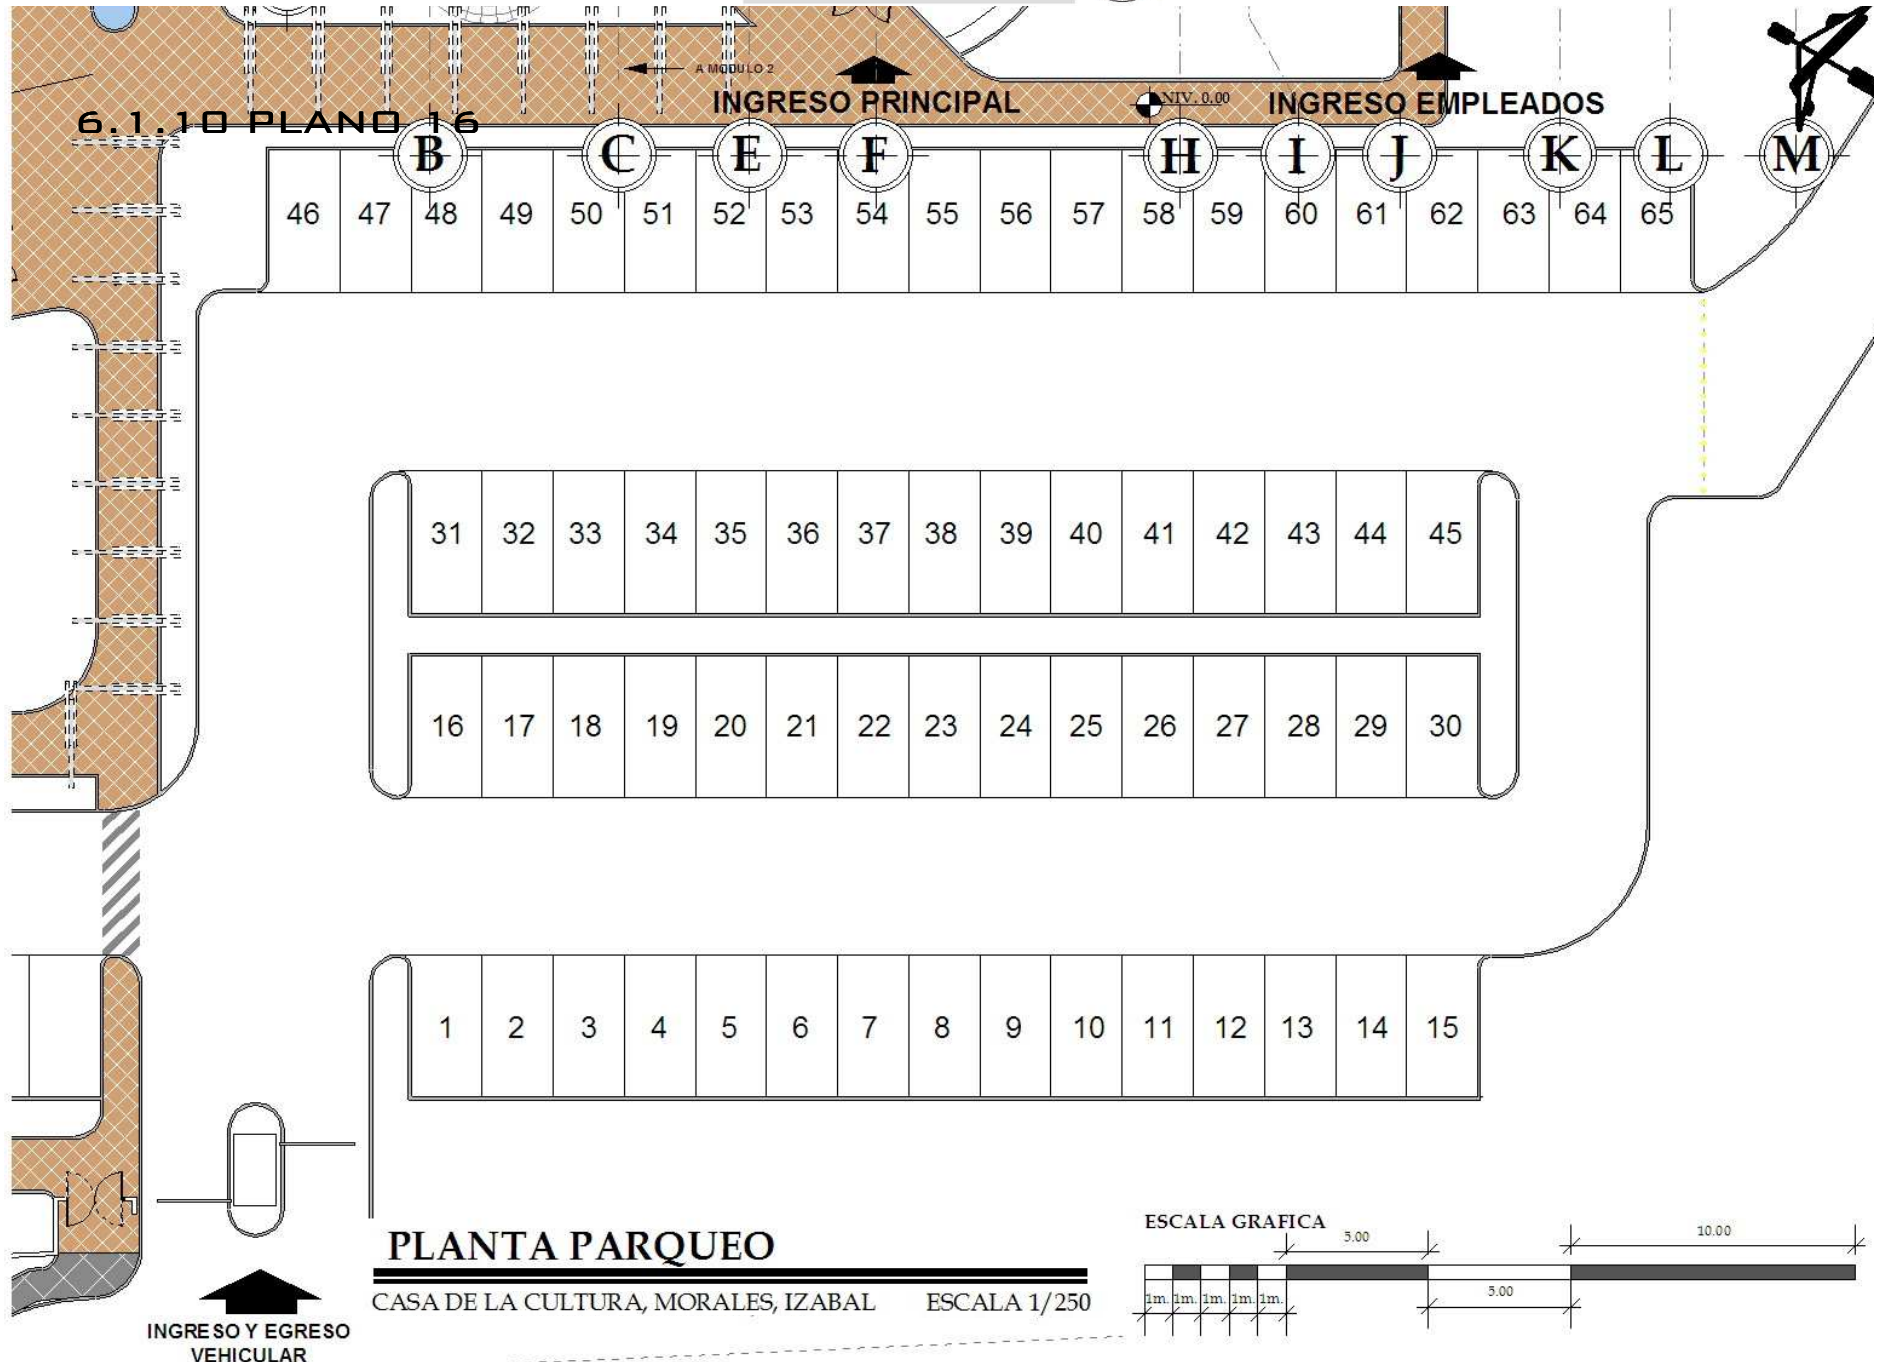 A MODULO 2
INGRESO PRINCIPAL
NIV. 0.00
INGRESO EMPLEADOS
6.1.10 PLANO 16
B C E F H I J K L M
46 47 48 49 50 51 52 53 54 55 56 57 58 59 60 61 62 63 64 65
31 32 33 34 35 36 37 38 39 40 41 42 43 44 45
16 17 18 19 20 21 22 23 24 25 26 27 28 29 30
1 2 3 4 5 6 7 8 9 10 11 12 13 14 15
PLANTA PARQUEO
CASA DE LA CULTURA, MORALES, IZABAL ESCALA 1/250
ESCALA GRAFICA
5.00 10.00
1m. 1m. 1m. 1m. 1m. 5.00
INGRESO Y EGRESO
VEHICULAR